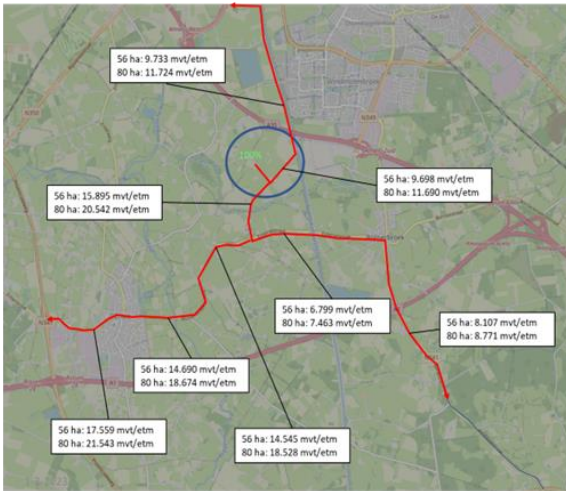 56 ha: 9.733 mvt/etm
80 ha: 11.724 mvt/etm
100%
56 ha: 9.698 mvt/etm
80 ha: 11.690 mvt/etm
56 ha: 15.895 mvt/etm
80 ha: 20.542 mvt/etm
56 ha: 6.799 mvt/etm
80 ha: 7.463 mvt/etm
56 ha: 8.107 mvt/etm
80 ha: 8.771 mvt/etm
56 ha: 14.690 mvt/etm
80 ha: 18.674 mvt/etm
56 ha: 17.559 mvt/etm
80 ha: 21.543 mvt/etm
56 ha: 14.545 mvt/etm
80 ha: 18.528 mvt/etm